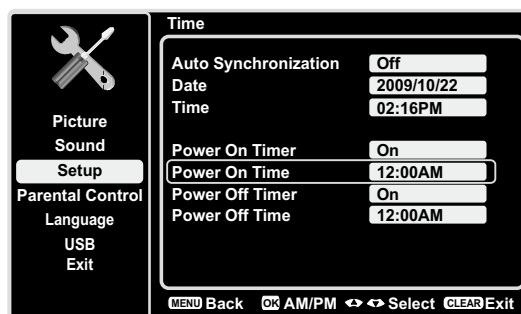 Time
Auto Synchronization Off
Date 2009/10/22
Time 02:16PM
Power On Timer On
Power On Time 12:00AM
Power Off Timer On
Power Off Time 12:00AM
Picture
Sound
Setup
Parental Control
Language
USB
Exit
MENU Back OK AM/PM Select CLEAR Exit